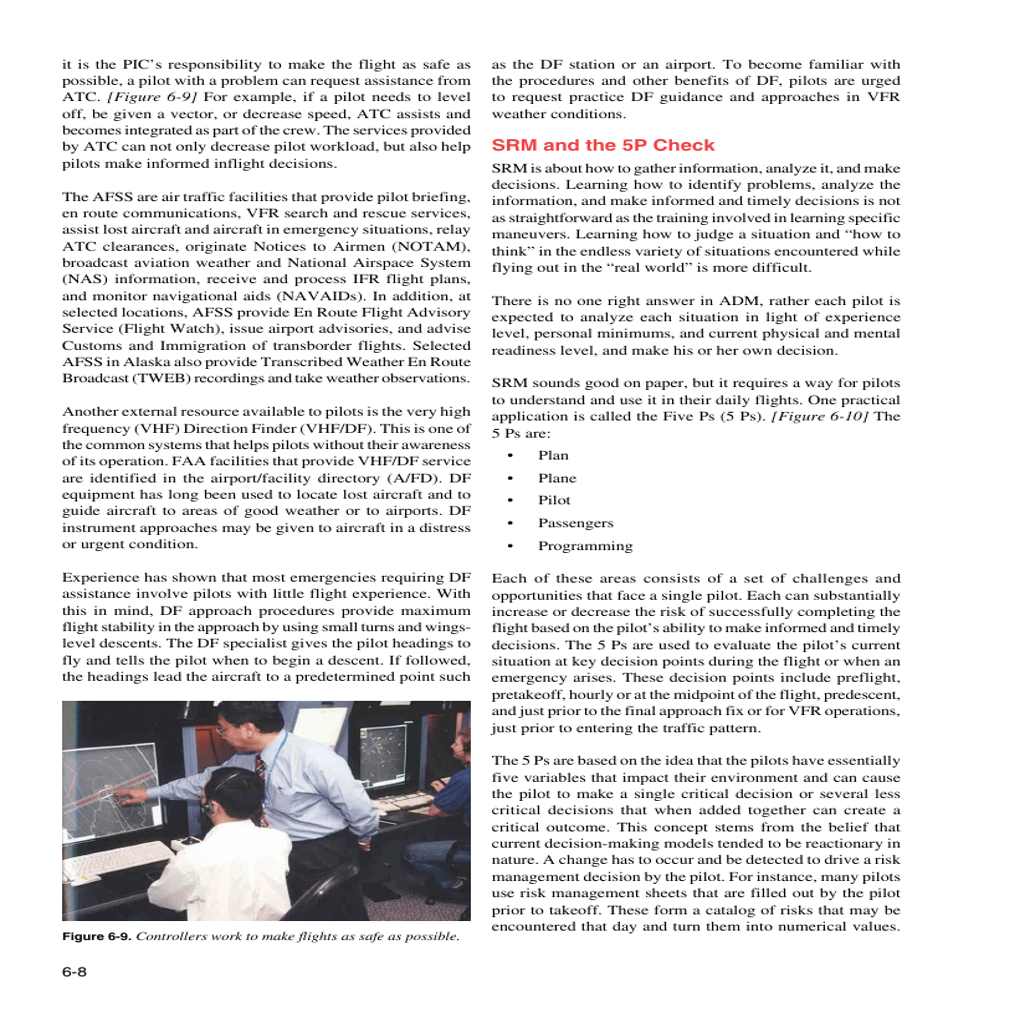 it is the PIC’s responsibility to make the flight as safe as
possible, a pilot with a problem can request assistance from
ATC. [Figure 6-9] For example, if a pilot needs to level
off, be given a vector, or decrease speed, ATC assists and
becomes integrated as part of the crew. The services provided
by ATC can not only decrease pilot workload, but also help
pilots make informed inflight decisions.
The AFSS are air traffic facilities that provide pilot briefing,
en route communications, VFR search and rescue services,
assist lost aircraft and aircraft in emergency situations, relay
ATC clearances, originate Notices to Airmen (NOTAM),
broadcast aviation weather and National Airspace System
(NAS) information, receive and process IFR flight plans,
and monitor navigational aids (NAVAIDs). In addition, at
selected locations, AFSS provide En Route Flight Advisory
Service (Flight Watch), issue airport advisories, and advise
Customs and Immigration of transborder flights. Selected
AFSS in Alaska also provide Transcribed Weather En Route
Broadcast (TWEB) recordings and take weather observations.
Another external resource available to pilots is the very high
frequency (VHF) Direction Finder (VHF/DF). This is one of
the common systems that helps pilots without their awareness
of its operation. FAA facilities that provide VHF/DF service
are identified in the airport/facility directory (A/FD). DF
equipment has long been used to locate lost aircraft and to
guide aircraft to areas of good weather or to airports. DF
instrument approaches may be given to aircraft in a distress
or urgent condition.
Experience has shown that most emergencies requiring DF
assistance involve pilots with little flight experience. With
this in mind, DF approach procedures provide maximum
flight stability in the approach by using small turns and wings-
level descents. The DF specialist gives the pilot headings to
fly and tells the pilot when to begin a descent. If followed,
the headings lead the aircraft to a predetermined point such
Figure 6-9. Controllers work to make flights as safe as possible.
as the DF station or an airport. To become familiar with
the procedures and other benefits of DF, pilots are urged
to request practice DF guidance and approaches in VFR
weather conditions.
SRM and the 5P Check
SRM is about how to gather information, analyze it, and make
decisions. Learning how to identify problems, analyze the
information, and make informed and timely decisions is not
as straightforward as the training involved in learning specific
maneuvers. Learning how to judge a situation and “how to
think” in the endless variety of situations encountered while
flying out in the “real world” is more difficult.
There is no one right answer in ADM, rather each pilot is
expected to analyze each situation in light of experience
level, personal minimums, and current physical and mental
readiness level, and make his or her own decision.
SRM sounds good on paper, but it requires a way for pilots
to understand and use it in their daily flights. One practical
application is called the Five Ps (5 Ps). [Figure 6-10] The
5 Ps are:
• Plan
• Plane
• Pilot
• Passengers
• Programming
Each of these areas consists of a set of challenges and
opportunities that face a single pilot. Each can substantially
increase or decrease the risk of successfully completing the
flight based on the pilot’s ability to make informed and timely
decisions. The 5 Ps are used to evaluate the pilot’s current
situation at key decision points during the flight or when an
emergency arises. These decision points include preflight,
pretakeoff, hourly or at the midpoint of the flight, predescent,
and just prior to the final approach fix or for VFR operations,
just prior to entering the traffic pattern.
The 5 Ps are based on the idea that the pilots have essentially
five variables that impact their environment and can cause
the pilot to make a single critical decision or several less
critical decisions that when added together can create a
critical outcome. This concept stems from the belief that
current decision-making models tended to be reactionary in
nature. A change has to occur and be detected to drive a risk
management decision by the pilot. For instance, many pilots
use risk management sheets that are filled out by the pilot
prior to takeoff. These form a catalog of risks that may be
encountered that day and turn them into numerical values.
6-8